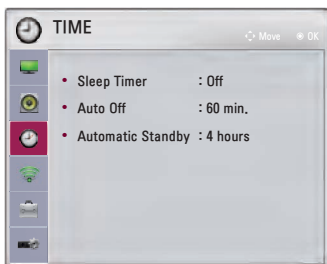 TIME
Move OK
• Sleep Timer : Off
• Auto Off : 60 min.
• Automatic Standby : 4 hours